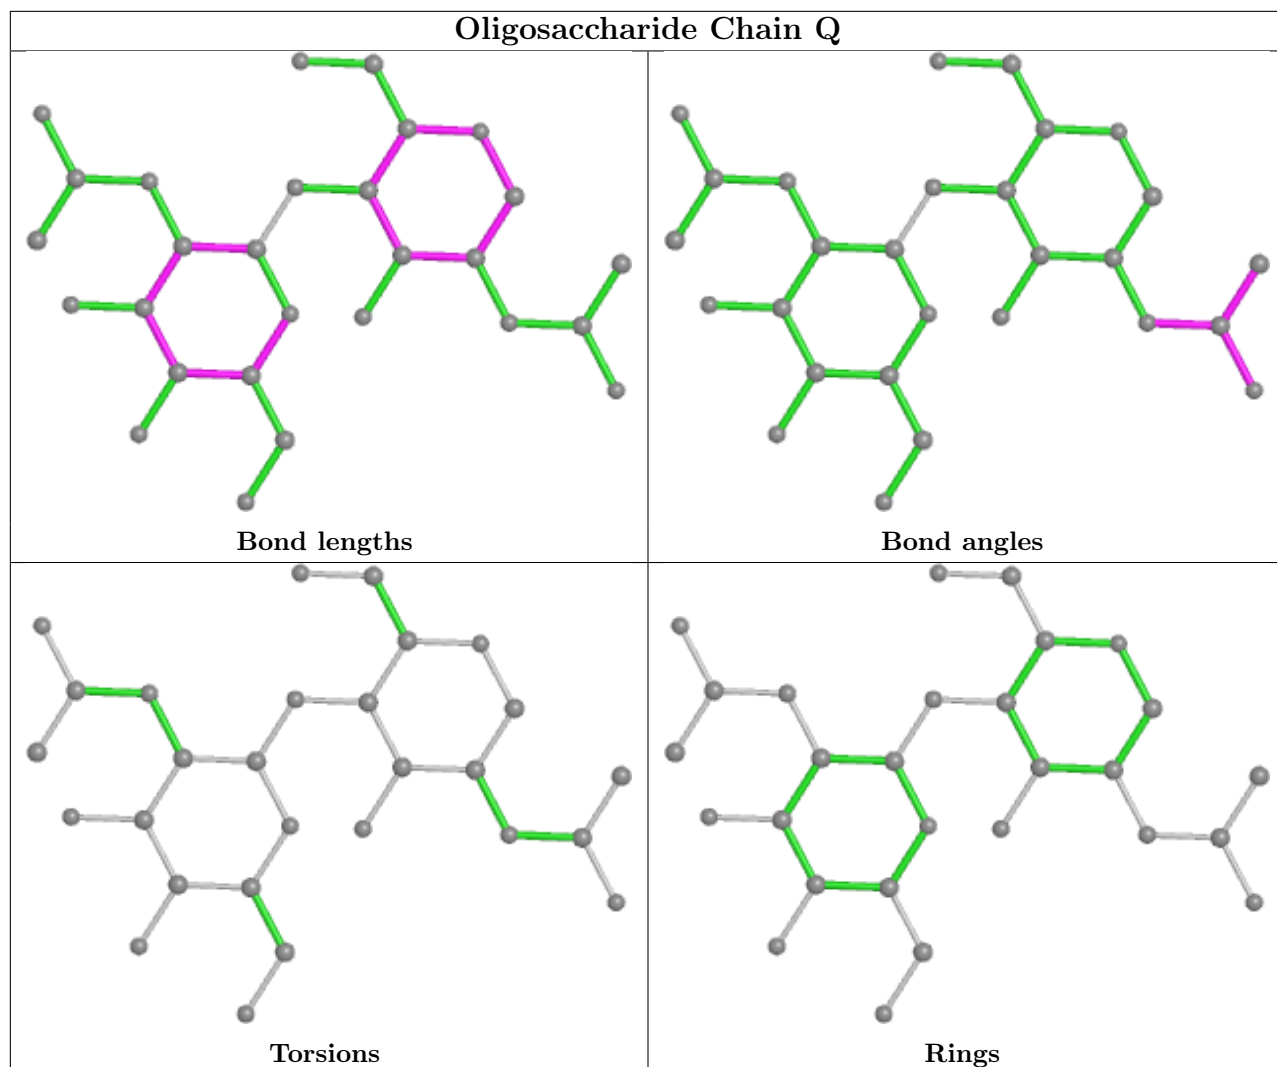 Oligosaccharide Chain Q
Bond lengths
Bond angles
Torsions
Rings